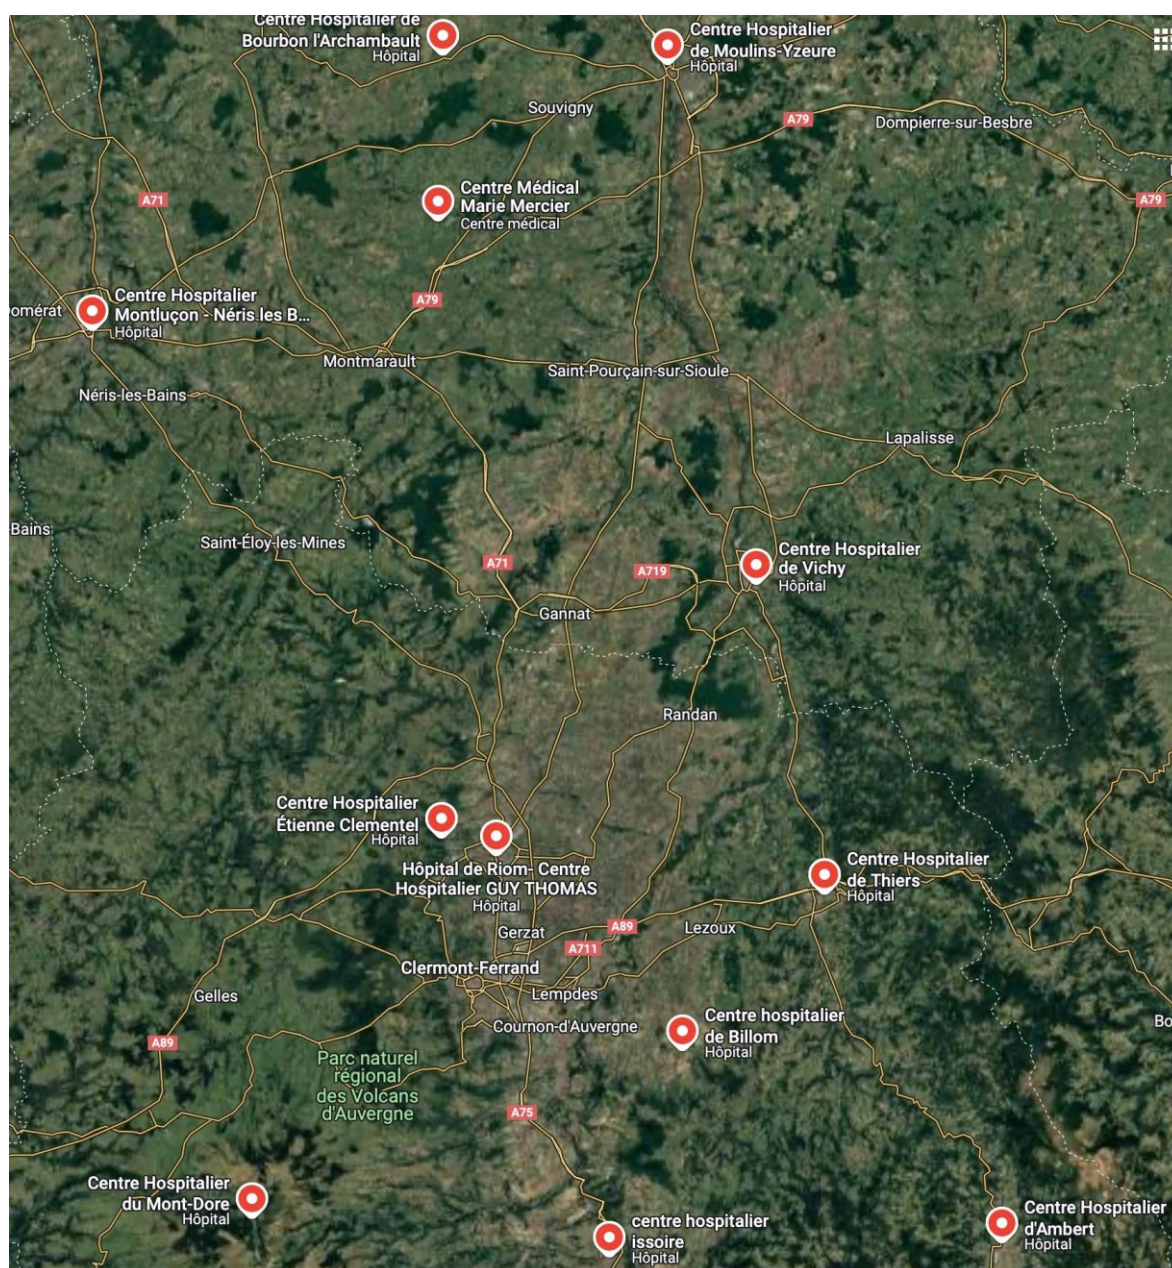 Centre Hospitalier de
Bourbon l'Archambault
Hôpital
Centre Hospitalier
de Moulins-Yzeure
Hôpital
Souvigny
A79
Dompierre-sur-Besbre
A71
Centre Médical
Marie Mercier
Centre médical
A79
A79
Centre Hospitalier
Montluçon - Néris les B...
Hôpital
omérat
Montmarault
Saint-Pourçain-sur-Sioule
Néris-les-Bains
Lapalisse
-Bains
Saint-Éloy-les-Mines
A71
A719
Centre Hospitalier
de Vichy
Hôpital
Gannat
Randan
Centre Hospitalier
Étienne Clementel
Hôpital
Hôpital de Riom- Centre
Hospitalier GUY THOMAS
Hôpital
Centre Hospitalier
de Thiers
Hôpital
Gerzat
A89
Lezoux
A711
Clermont-Ferrand
Lempdes
Gelles
Cournon-d'Auvergne
Centre hospitalier
de Billom
Hôpital
Bo
A89
Parc naturel
régional
des Volcans
d'Auvergne
A75
Centre Hospitalier
du Mont-Dore
Hôpital
centre hospitalier
issoire
Hôpital
Centre Hospitalier
d'Ambert
Hôpital